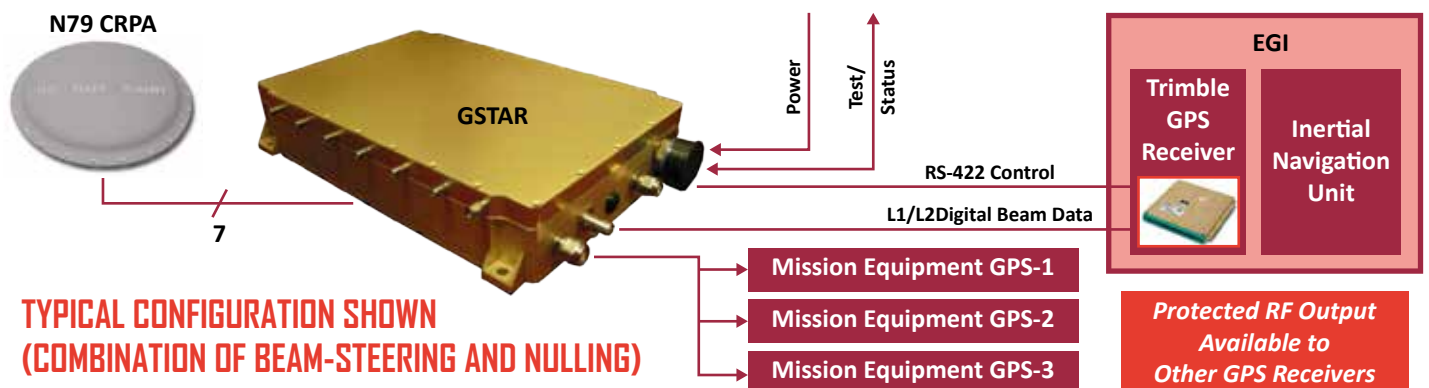 N79 CRPA
GSTAR
7
Power
Test/
Status
RS-422 Control
L1/L2Digital Beam Data
EGI
Trimble
GPS
Receiver
Inertial
Navigation
Unit
Mission Equipment GPS-1
Mission Equipment GPS-2
Mission Equipment GPS-3
TYPICAL CONFIGURATION SHOWN
(COMBINATION OF BEAM-STEERING AND NULLING)
Protected RF Output
Available to
Other GPS Receivers